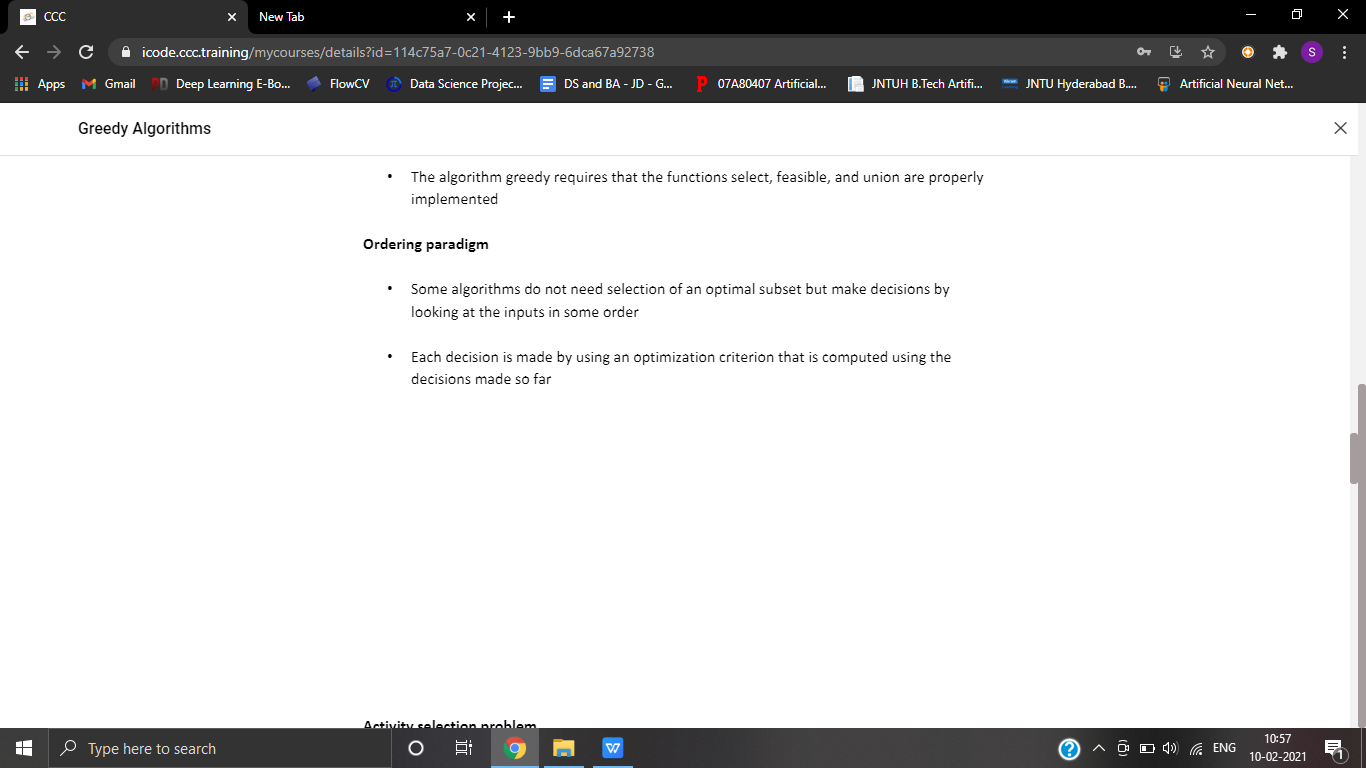 CCC
New Tab
icode.ccc.training/mycourses/details?id=114c75a7-0c21-4123-9bb9-6dca67a92738
S
Apps
Gmail
Deep Learning E-Bo...
FlowCV
Data Science Projec...
DS and BA - JD - G...
07A80407 Artificial...
JNTUH B.Tech Artifi...
JNTU Hyderabad B....
Artificial Neural Net...
Greedy Algorithms
• The algorithm greedy requires that the functions select, feasible, and union are properly
implemented
Ordering paradigm
• Some algorithms do not need selection of an optimal subset but make decisions by
looking at the inputs in some order
• Each decision is made by using an optimization criterion that is computed using the
decisions made so far
Activity selection problem
Type here to search
ENG
10:57
10-02-2021
1